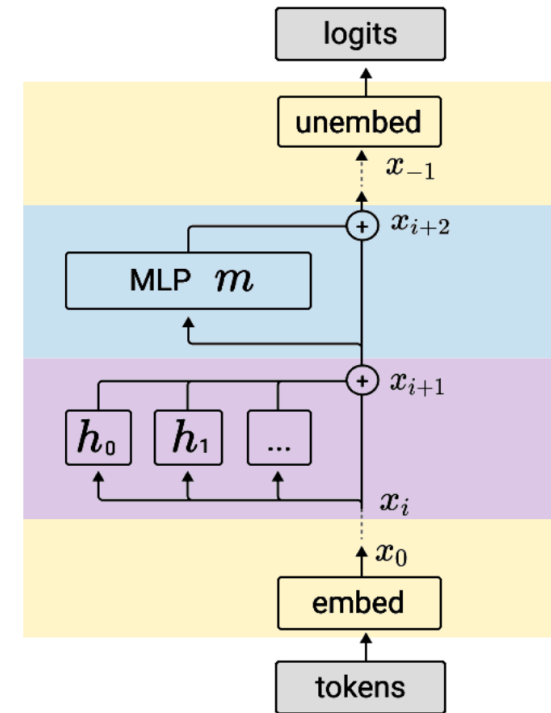 logits
unembed
x₋₁
xᵢ₊₂
MLP m
xᵢ₊₁
h₀ h₁ ...
xᵢ
x₀
embed
tokens